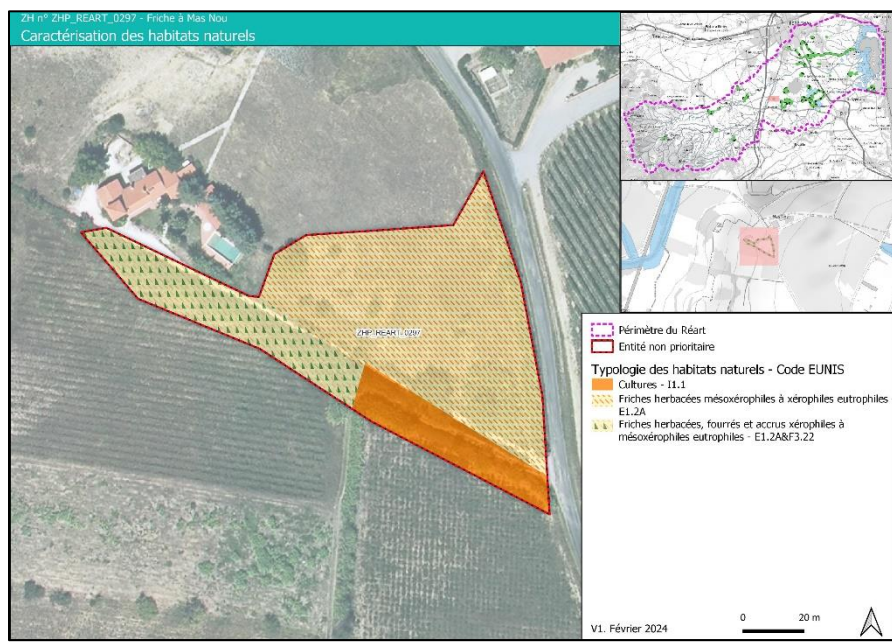 ZH n° ZHP_REART_0297 - Friche à Mas Nou
Caractérisation des habitats naturels
ZHP_REART_0297
Périmètre du Réart
Entité non prioritaire
Typologie des habitats naturels - Code EUNIS
Cultures - I1.1
Friches herbacées mésoxérophiles à xérophiles eutrophiles
E1.2A
Friches herbacées, fourrés et accrus xérophiles à
mésoxérophiles eutrophiles - E1.2A&F3.22
V1. Février 2024
0 20 m